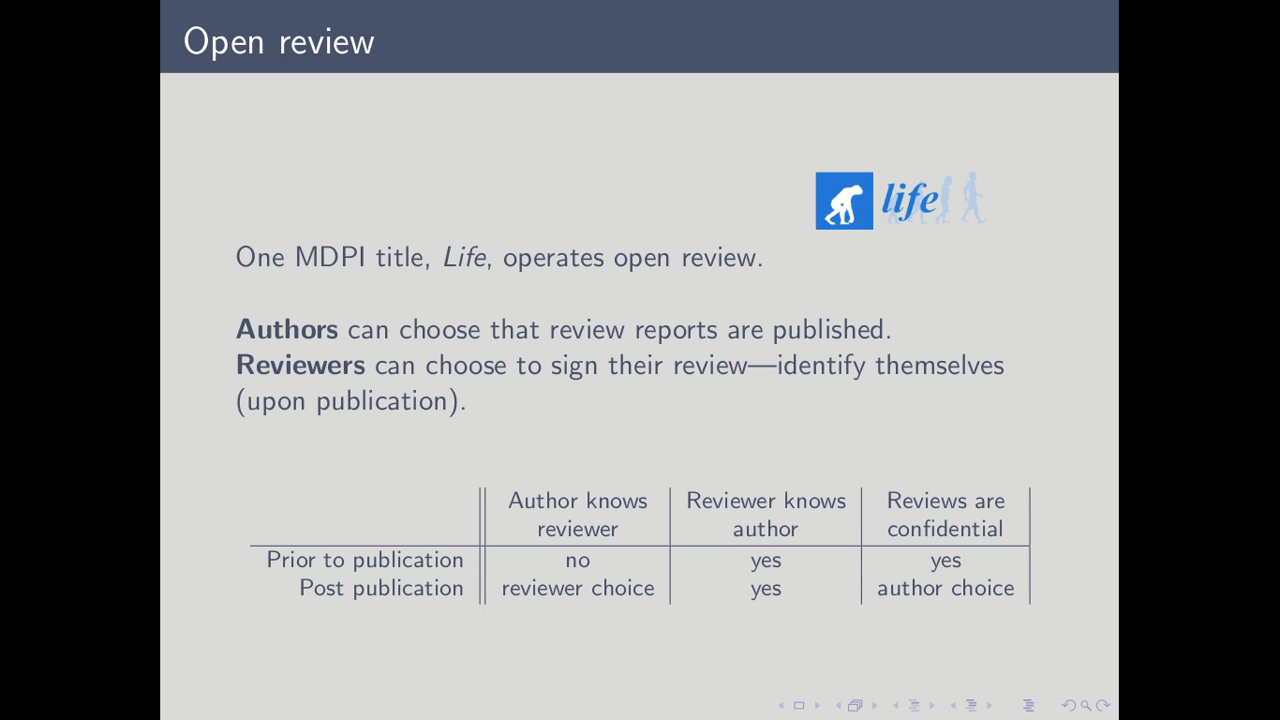 Open review
life
One MDPI title, Life, operates open review.
Authors can choose that review reports are published.
Reviewers can choose to sign their review—identify themselves
(upon publication).
Author knows Reviewer knows Reviews are
reviewer author confidential
Prior to publication no yes yes
Post publication reviewer choice yes author choice